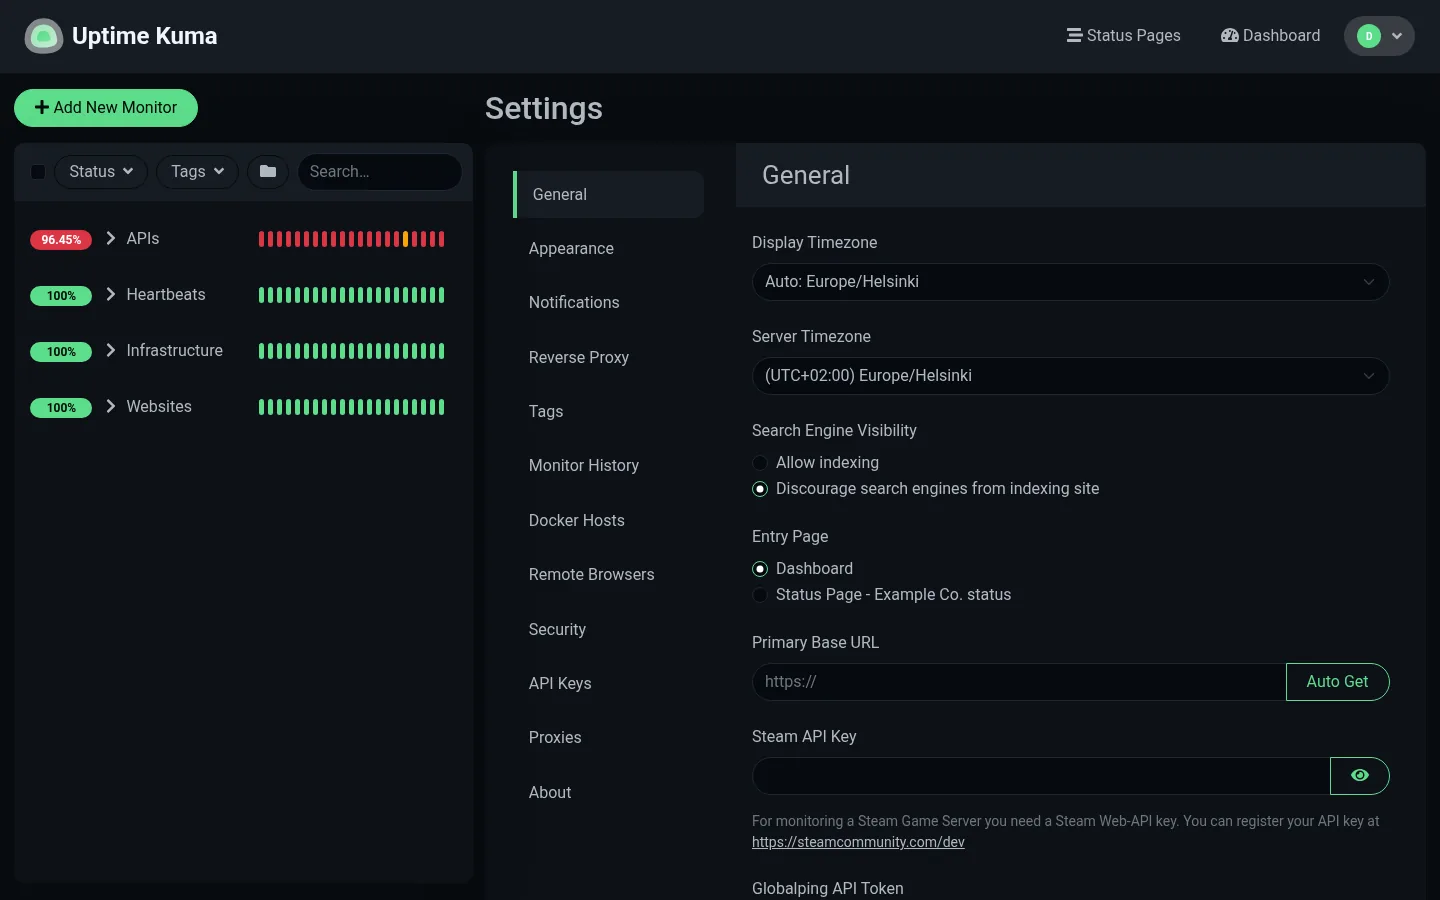 Uptime Kuma
Status Pages
Dashboard
D
Add New Monitor
Status
Tags
Search...
96.45%
APIs
100%
Heartbeats
100%
Infrastructure
100%
Websites
Settings
General
Appearance
Notifications
Reverse Proxy
Tags
Monitor History
Docker Hosts
Remote Browsers
Security
API Keys
Proxies
About
General
Display Timezone
Auto: Europe/Helsinki
Server Timezone
(UTC+02:00) Europe/Helsinki
Search Engine Visibility
Allow indexing
Discourage search engines from indexing site
Entry Page
Dashboard
Status Page - Example Co. status
Primary Base URL
https://
Auto Get
Steam API Key
For monitoring a Steam Game Server you need a Steam Web-API key. You can register your API key at
https://steamcommunity.com/dev
Globalping API Token